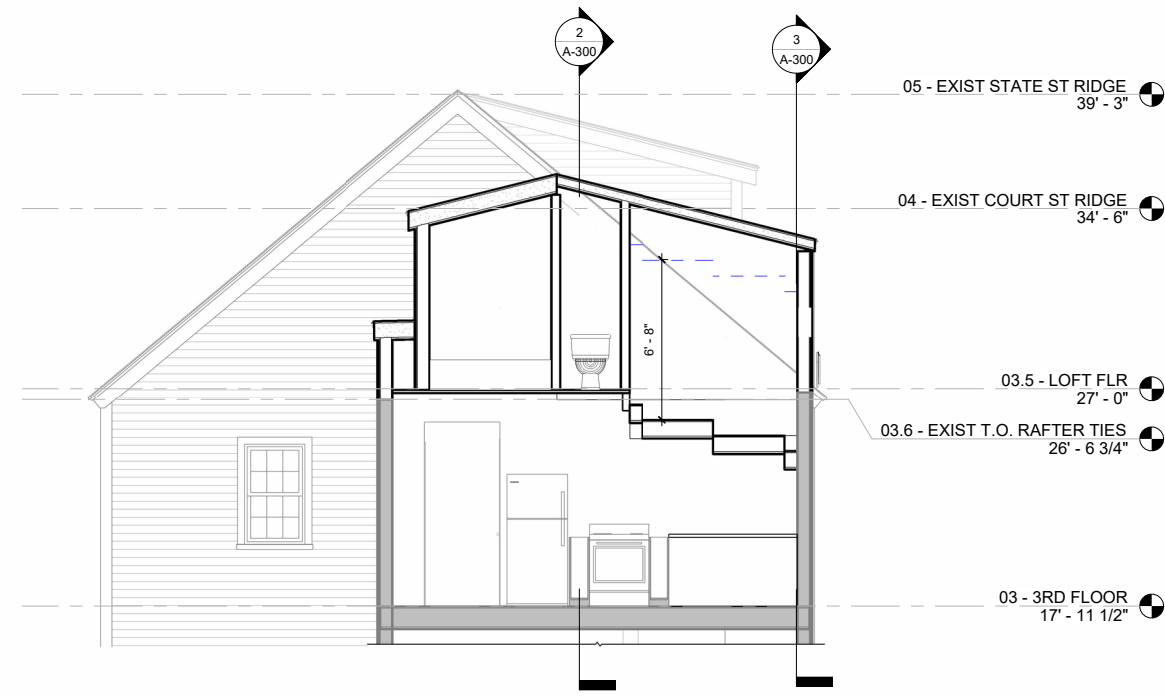 2
A-300
3
A-300
05 - EXIST STATE ST RIDGE
39' - 3"
04 - EXIST COURT ST RIDGE
34' - 6"
6' - 8"
03.5 - LOFT FLR
27' - 0"
03.6 - EXIST T.O. RAFTER TIES
26' - 6 3/4"
03 - 3RD FLOOR
17' - 11 1/2"